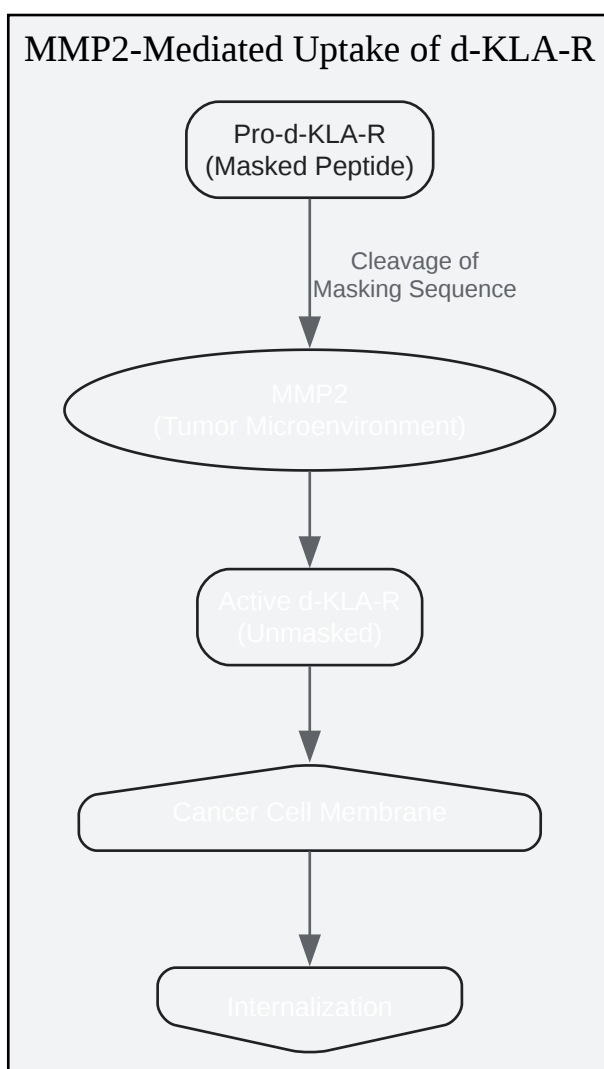 MMP2-Mediated Uptake of d-KLA-R
Pro-d-KLA-R
(Masked Peptide)
Cleavage of
Masking Sequence
MMP2
(Tumor Microenvironment)
Active d-KLA-R
(Unmasked)
Cancer Cell Membrane
Internalization